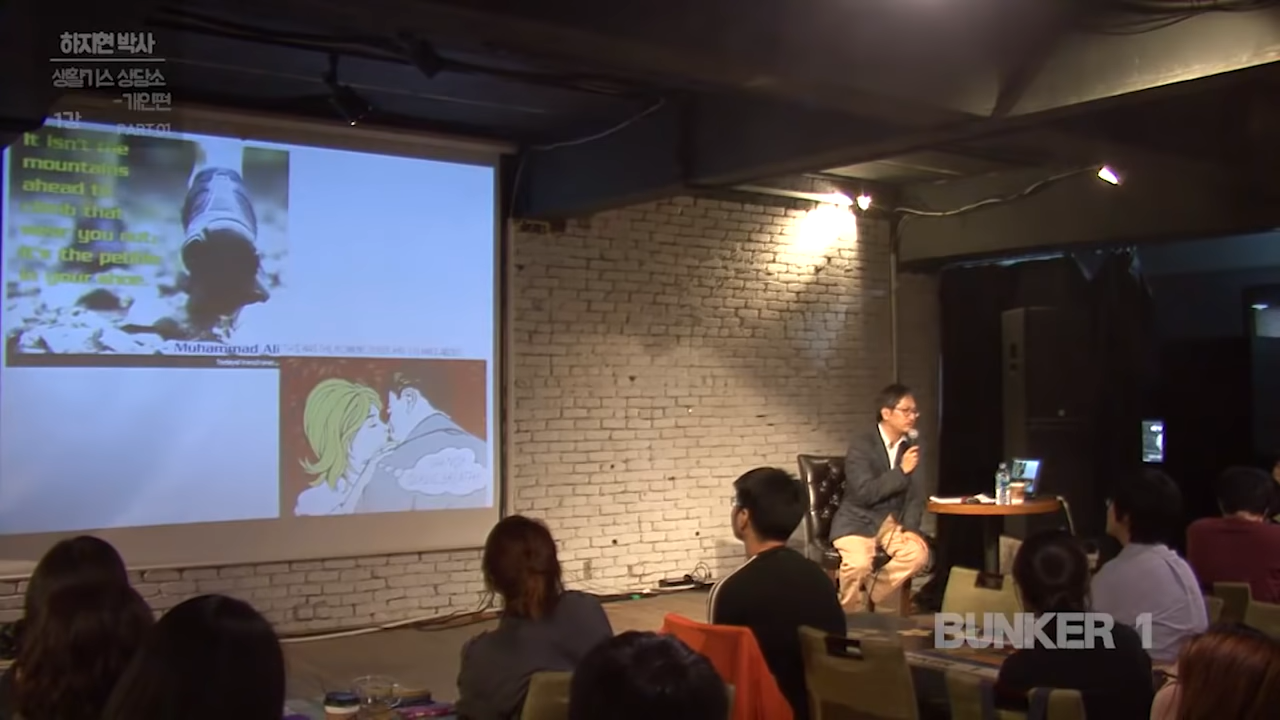 하지현 박사
생활기스 상담소
-개인편
1강
PART 01
It isn't the
mountains
ahead to
climb that
wear you out;
it's the pebble
in your shoe.
Muhammad Ali
BUNKER 1